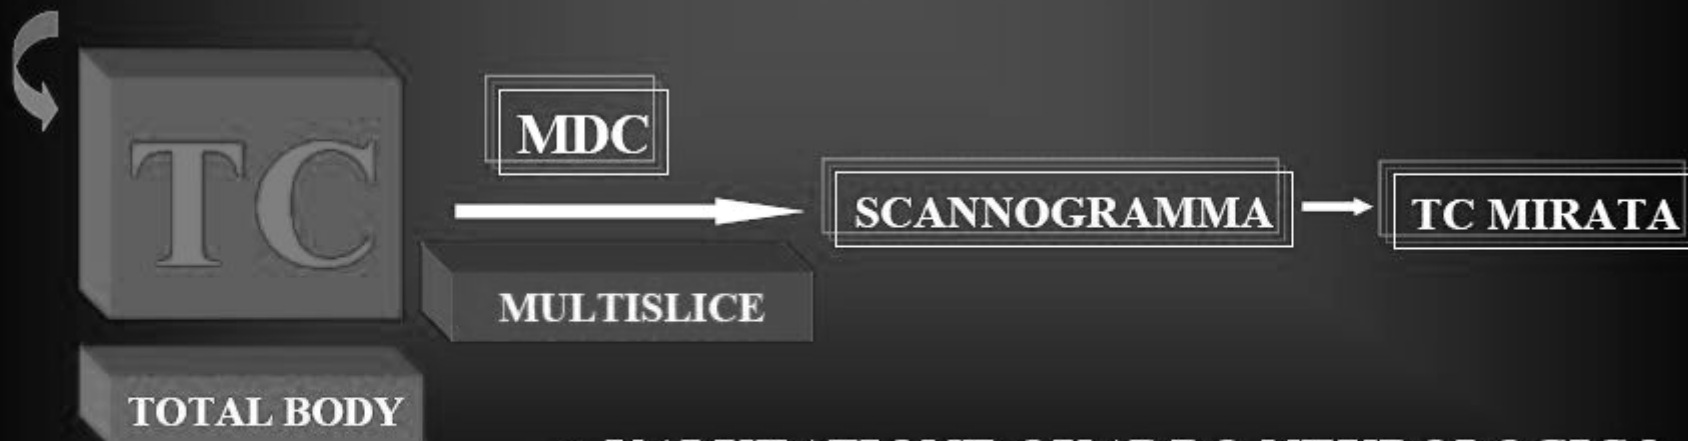 TC
MDC
SCANNOGRAMMA
TC MIRATA
MULTISLICE
TOTAL BODY